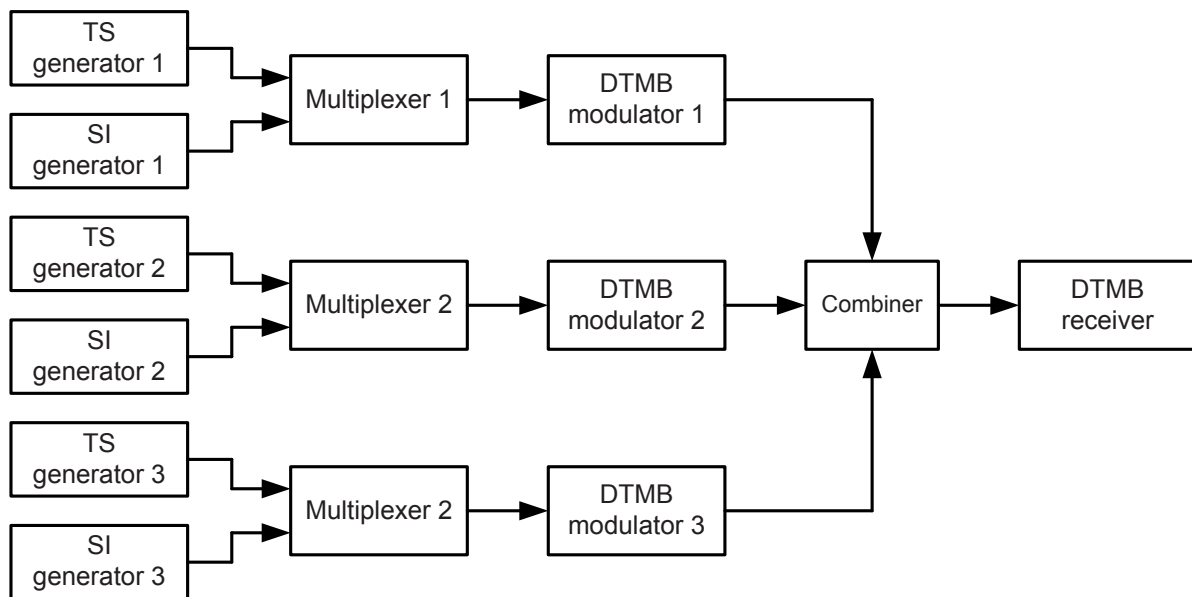 TS
generator 1
SI
generator 1
Multiplexer 1
DTMB
modulator 1
TS
generator 2
SI
generator 2
Multiplexer 2
DTMB
modulator 2
Combiner
DTMB
receiver
TS
generator 3
SI
generator 3
Multiplexer 2
DTMB
modulator 3